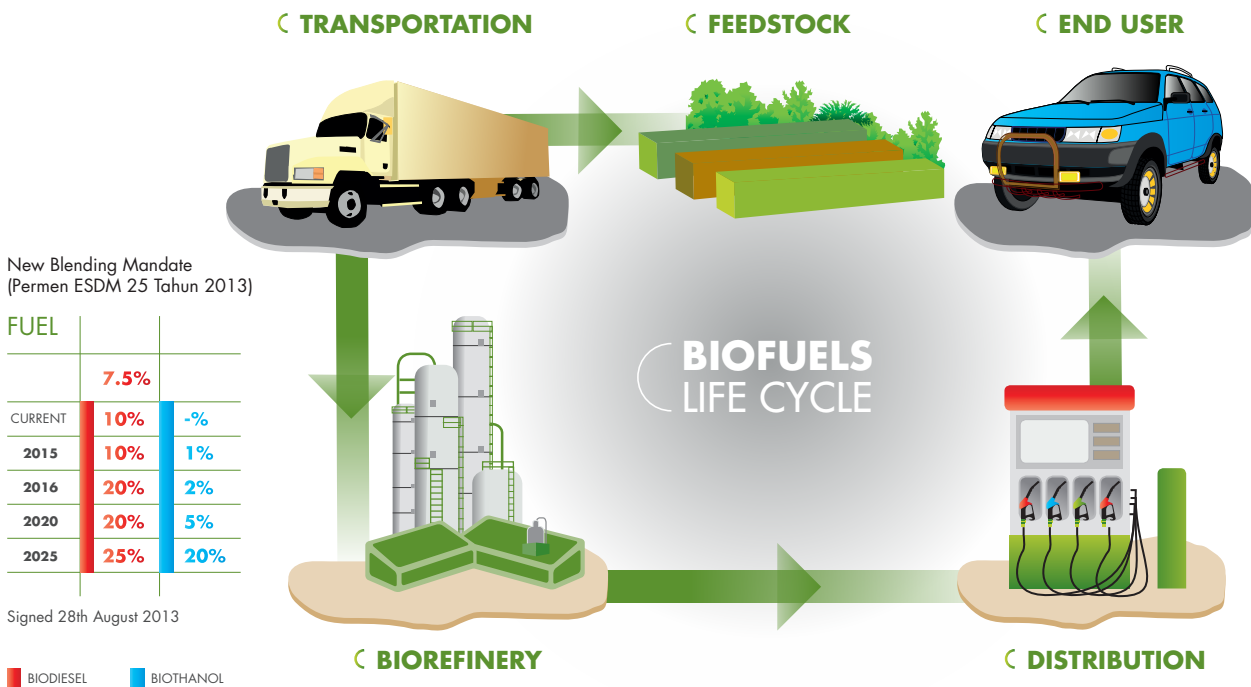 TRANSPORTATION
FEEDSTOCK
END USER
New Blending Mandate
(Permen ESDM 25 Tahun 2013)
FUEL
7.5%
CURRENT 10% -%
2015 10% 1%
2016 20% 2%
2020 20% 5%
2025 25% 20%
Signed 28th August 2013
BIODIESEL BIOTHANOL
BIOFUELS
LIFE CYCLE
BIOREFINERY
DISTRIBUTION